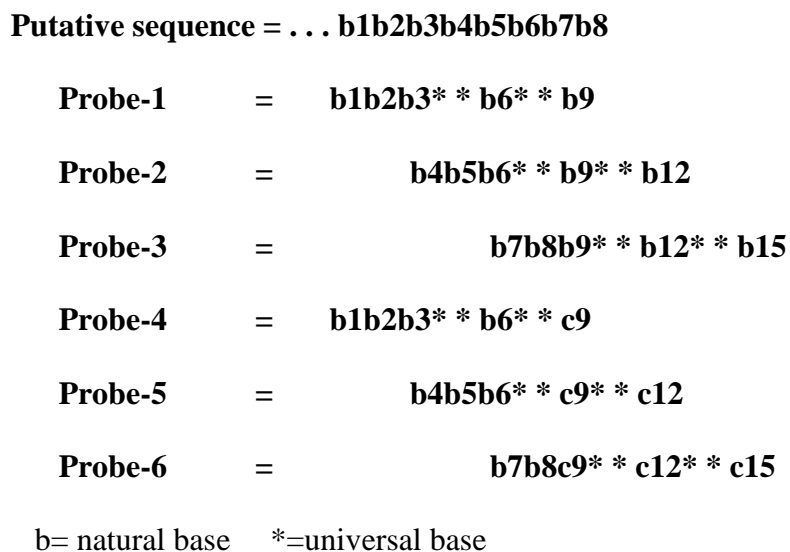 Putative sequence = . . . b1b2b3b4b5b6b7b8
Probe-1 = b1b2b3* * b6* * b9
Probe-2 = b4b5b6* * b9* * b12
Probe-3 = b7b8b9* * b12* * b15
Probe-4 = b1b2b3* * b6* * c9
Probe-5 = b4b5b6* * c9* * c12
Probe-6 = b7b8c9* * c12* * c15
b= natural base *=universal base